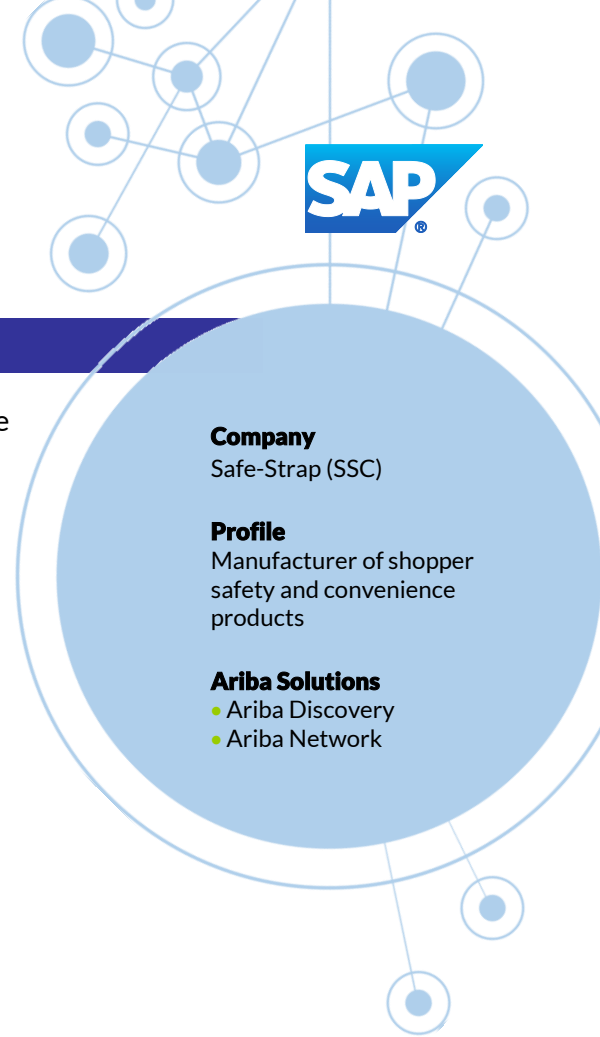 SAP®
e
Company
Safe-Strap (SSC)
Profile
Manufacturer of shopper
safety and convenience
products
Ariba Solutions
• Ariba Discovery
• Ariba Network